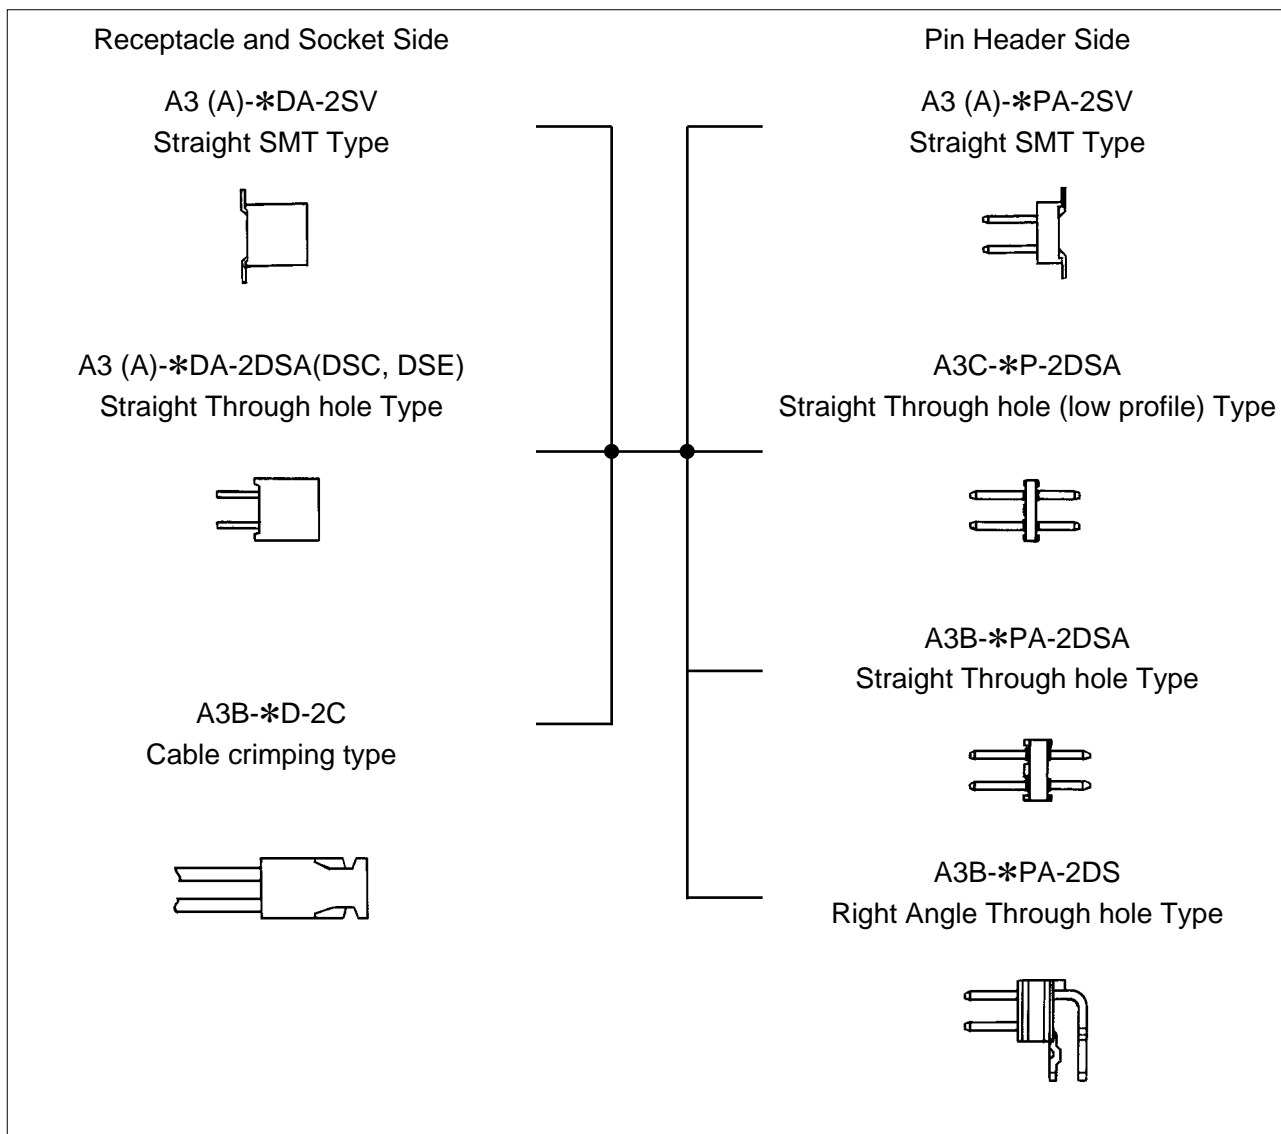 Receptacle and Socket Side
A3 (A)-✻DA-2SV
Straight SMT Type
A3 (A)-✻DA-2DSA(DSC, DSE)
Straight Through hole Type
A3B-✻D-2C
Cable crimping type
Pin Header Side
A3 (A)-✻PA-2SV
Straight SMT Type
A3C-✻P-2DSA
Straight Through hole (low profile) Type
A3B-✻PA-2DSA
Straight Through hole Type
A3B-✻PA-2DS
Right Angle Through hole Type